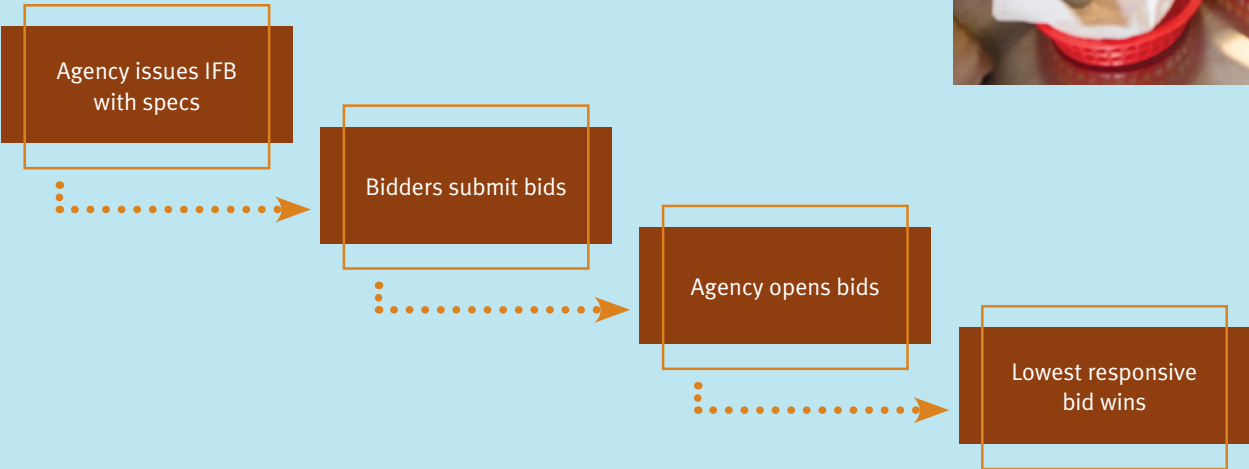 Agency issues IFB
with specs
Bidders submit bids
Agency opens bids
Lowest responsive
bid wins